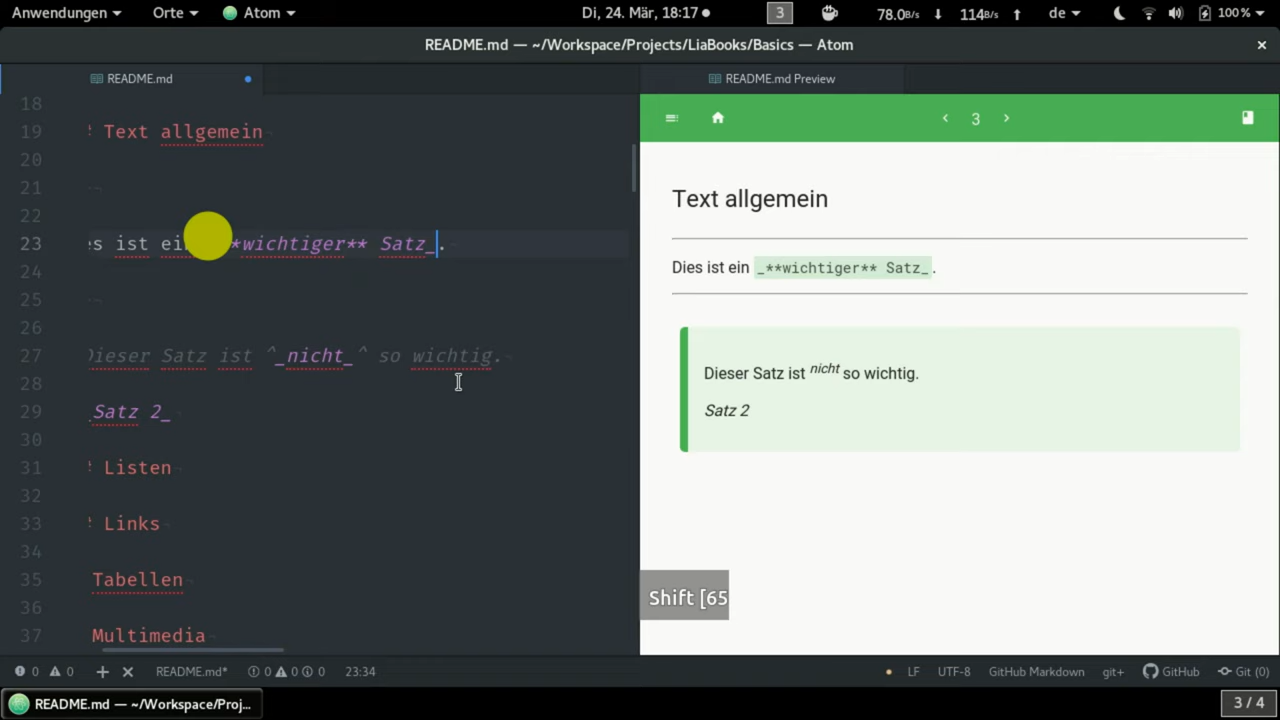 Anwendungen Orte Atom Di, 24. Mär, 18:17 3 78.0B/s 114B/s de 100%
README.md — ~/Workspace/Projects/LiaBooks/Basics — Atom
README.md
README.md Preview
18
19 Text allgemein
20
21
22
23 es ist ei *wichtiger** Satz_.
24
25
26
27 Dieser Satz ist ^_nicht_^ so wichtig.
28
29 _Satz 2_
30
31 Listen
32
33 Links
34
35 Tabellen
36
37 Multimedia
3
Text allgemein
Dies ist ein _**wichtiger** Satz_.
Dieser Satz ist nicht so wichtig.
Satz 2
Shift [65
0 0 README.md* 0 0 0 23:34 LF UTF-8 GitHub Markdown git+ GitHub Git (0)
README.md — ~/Workspace/Proj... 3 / 4